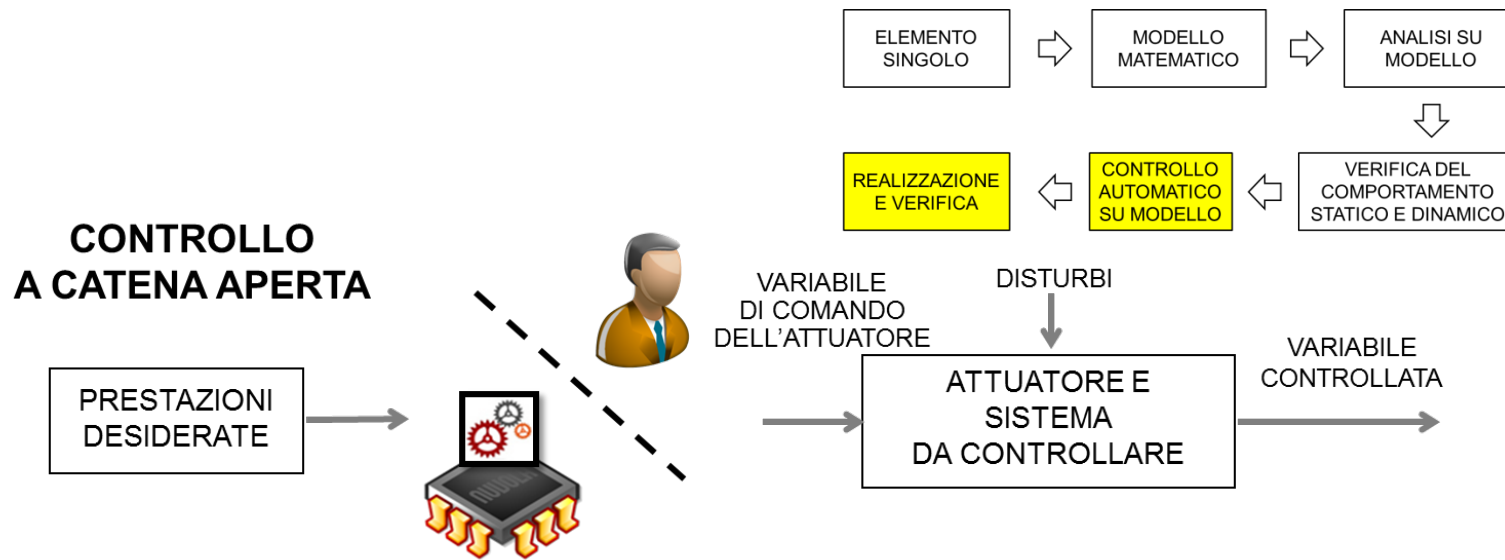 ELEMENTO
SINGOLO
MODELLO
MATEMATICO
ANALISI SU
MODELLO
REALIZZAZIONE
E VERIFICA
CONTROLLO
AUTOMATICO
SU MODELLO
VERIFICA DEL
COMPORTAMENTO
STATICO E DINAMICO
CONTROLLO
A CATENA APERTA
VARIABILE
DI COMANDO
DELL'ATTUATORE
DISTURBI
VARIABILE
CONTROLLATA
PRESTAZIONI
DESIDERATE
ATTUATORE E
SISTEMA
DA CONTROLLARE